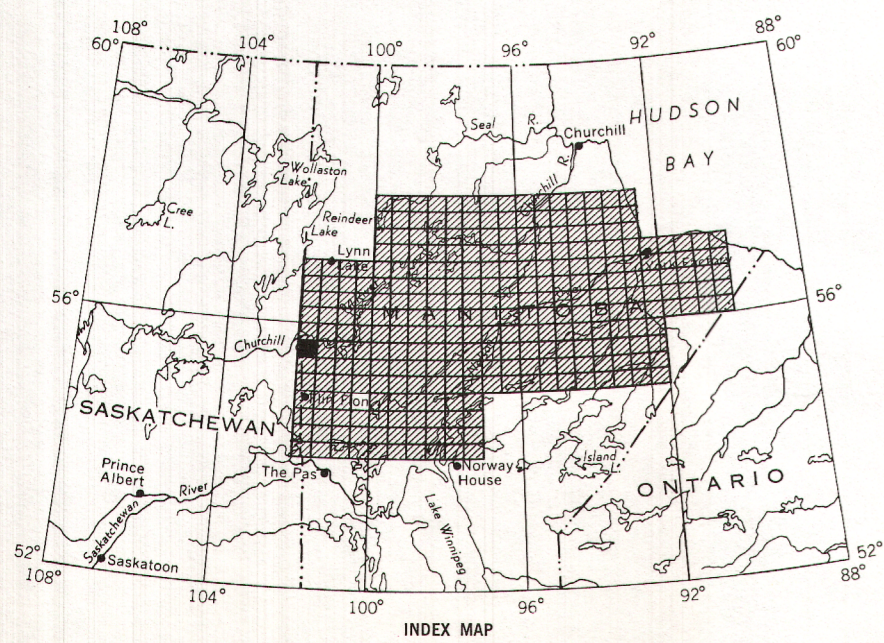 108°
60°
104°
100°
96°
92°
88°
60°
HUDSON
BAY
Seal R.
Churchill
Churchill R.
Wollaston
Lake
Cree
L.
Reindeer
Lake
Lynn
Lake
56°
MANITOBA
56°
Churchill
Flin Flon
SASKATCHEWAN
Prince
Albert
River
Saskatchewan
Saskatoon
The Pas
Norway
House
Island
L.
Lake Winnipeg
ONTARIO
52°
108°
104°
100°
96°
92°
52°
88°
INDEX MAP